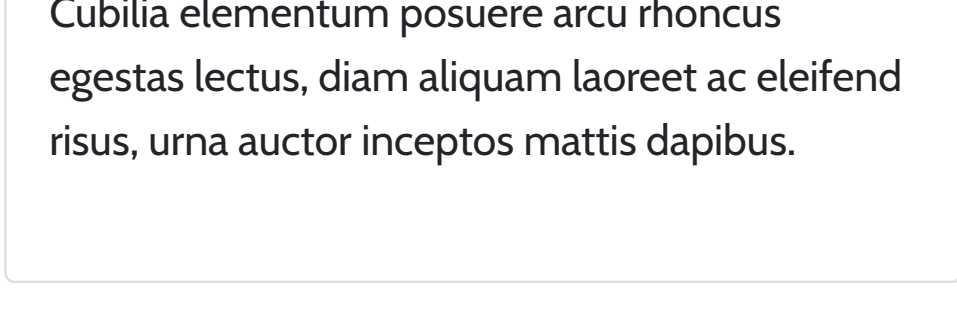 Cubilia elementum posuere arcu rhoncus
egestas lectus, diam aliquam laoreet ac eleifend
risus, urna auctor inceptos mattis dapibus.